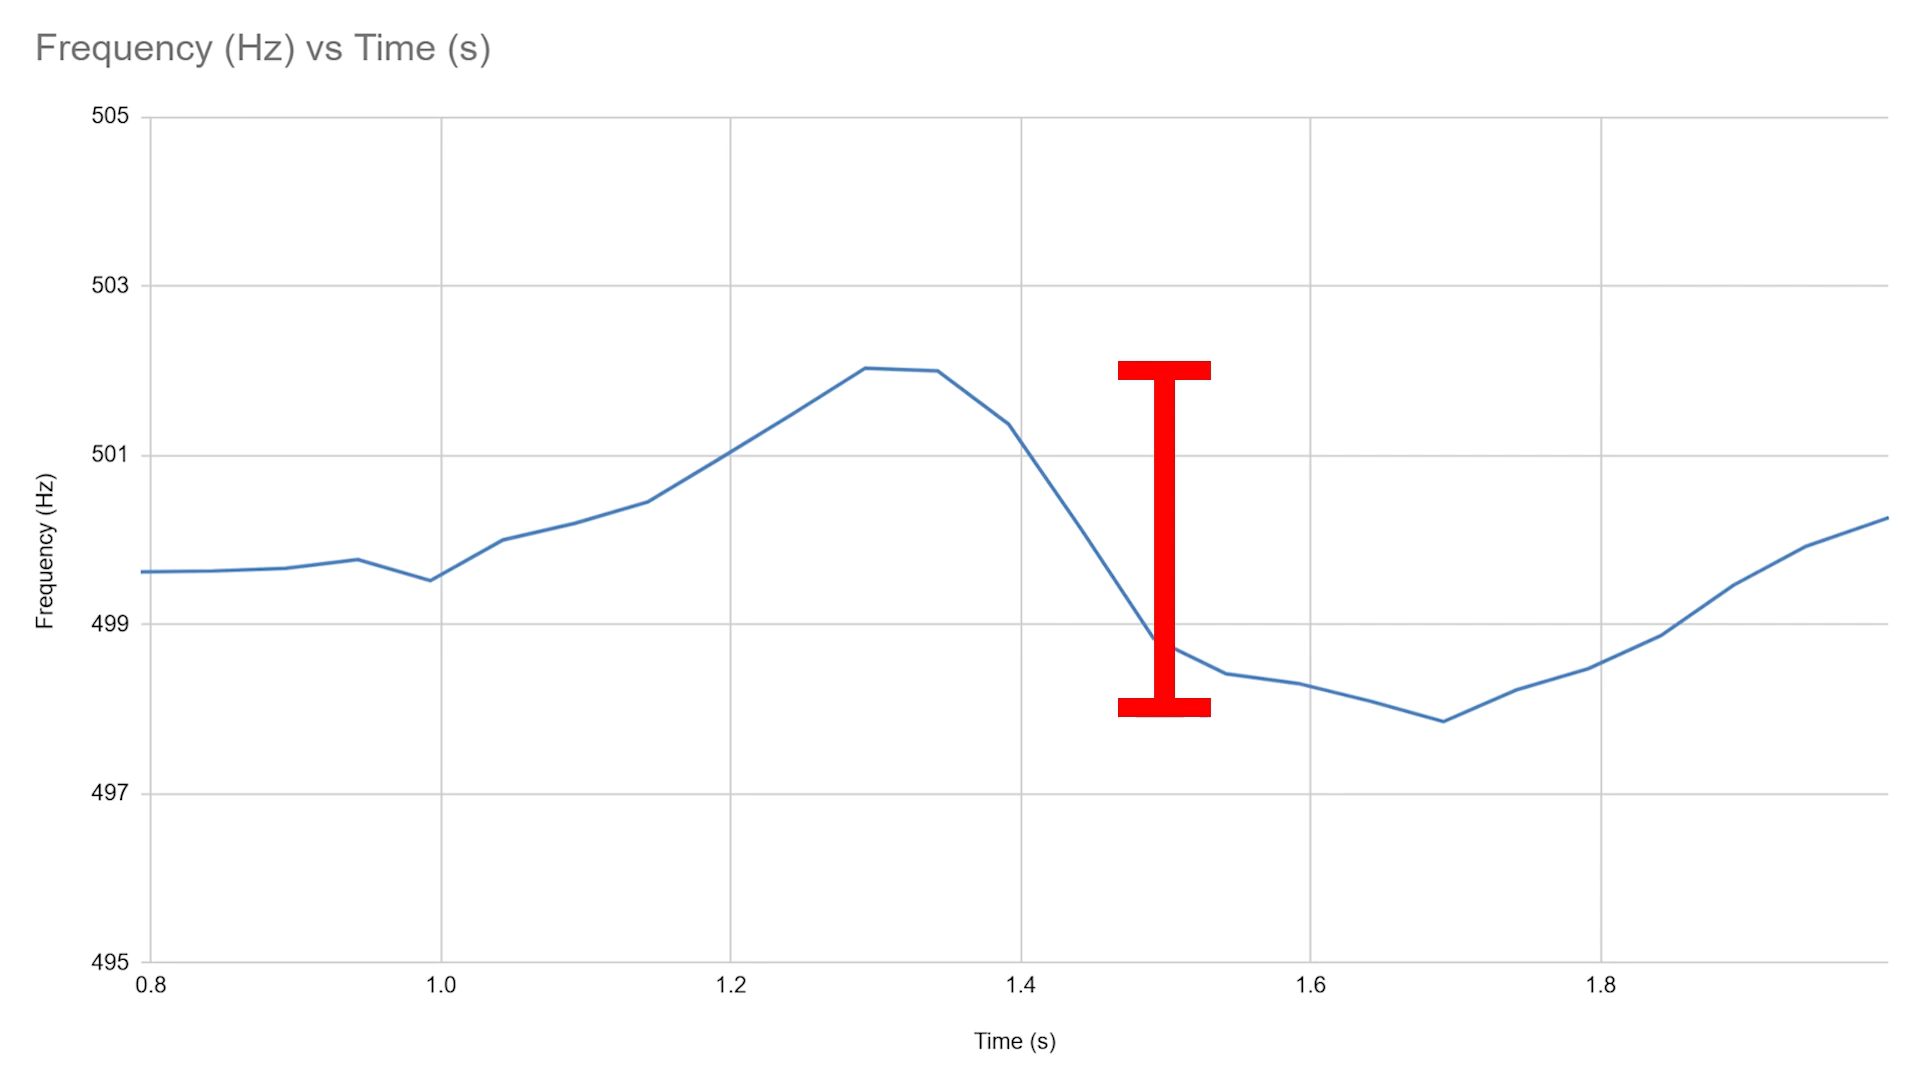 Frequency (Hz) vs Time (s)
505
503
501
499
497
495
Frequency (Hz)
0.8 1.0 1.2 1.4 1.6 1.8
Time (s)